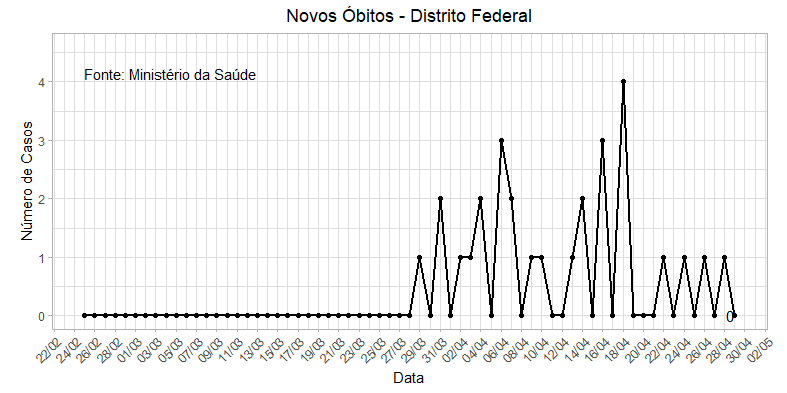 Novos Óbitos - Distrito Federal
Fonte: Ministério da Saúde
Número de Casos
4
3
2
1
0
0
22/02 24/02 26/02 28/02 01/03 03/03 05/03 07/03 09/03 11/03 13/03 15/03 17/03 19/03 21/03 23/03 25/03 27/03 29/03 31/03 02/04 04/04 06/04 08/04 10/04 12/04 14/04 16/04 18/04 20/04 22/04 24/04 26/04 28/04 30/04 02/05
Data